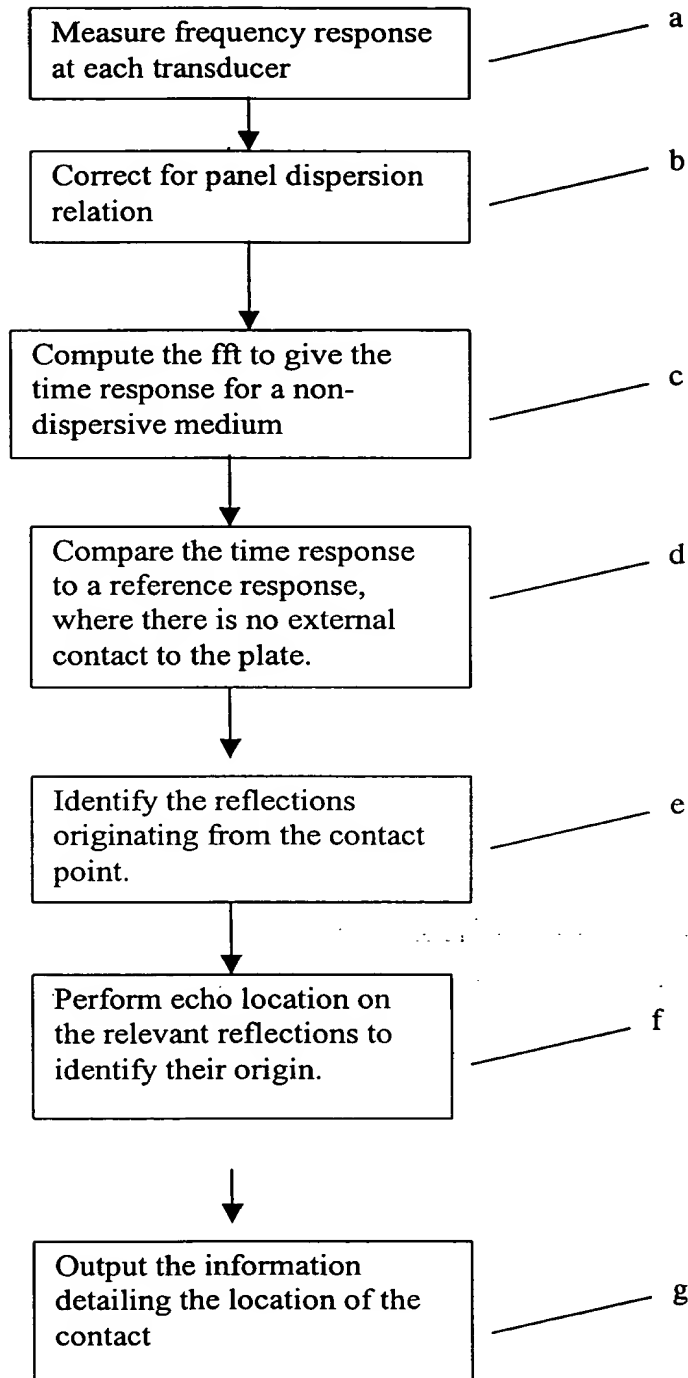 Measure frequency response
at each transducer
a
Correct for panel dispersion
relation
b
Compute the fft to give the
time response for a non-
dispersive medium
c
Compare the time response
to a reference response,
where there is no external
contact to the plate.
d
Identify the reflections
originating from the contact
point.
e
Perform echo location on
the relevant reflections to
identify their origin.
f
Output the information
detailing the location of the
contact
g